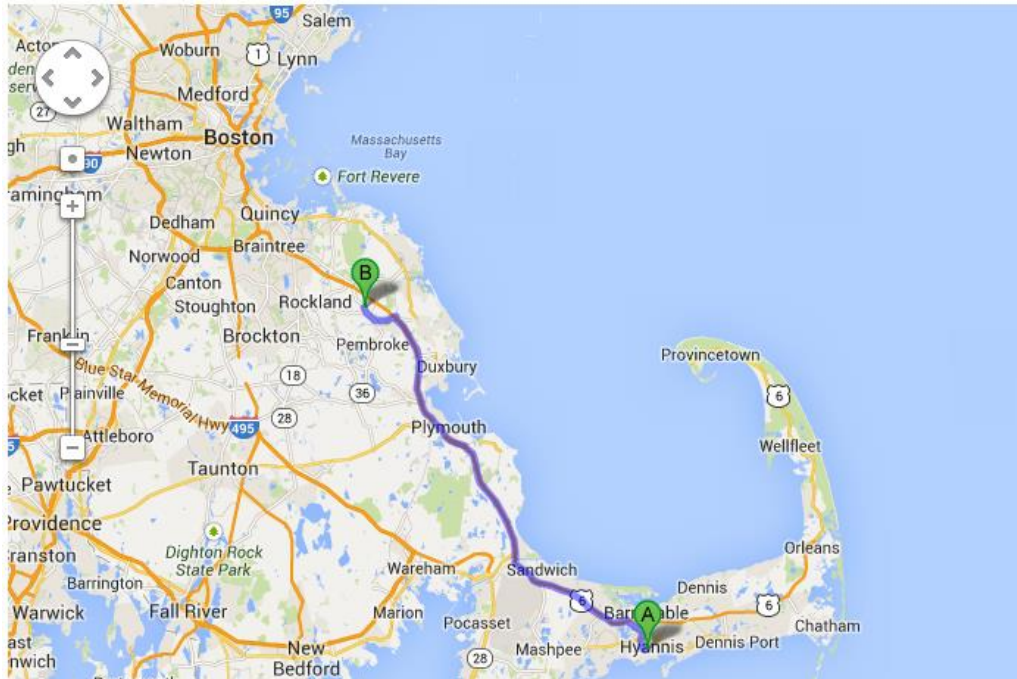 95
Salem
Woburn
1
Lynn
Medford
27
Waltham
Boston
Massachusetts
Bay
Newton
90
Fort Revere
Quincy
Dedham
Braintree
Norwood
B
Canton
Rockland
Stoughton
Brockton
Pembroke
Duxbury
Provincetown
Blue Star Memorial Hwy
18
36
6
Plainville
28
495
Plymouth
Attleboro
Wellfleet
Taunton
Pawtucket
Providence
Dighton Rock
State Park
Orleans
Wareham
Sandwich
Barrington
Dennis
6
6
Warwick
Fall River
Marion
A
Chatham
Pocasset
Hyannis
Dennis Port
New
Bedford
28
Mashpee